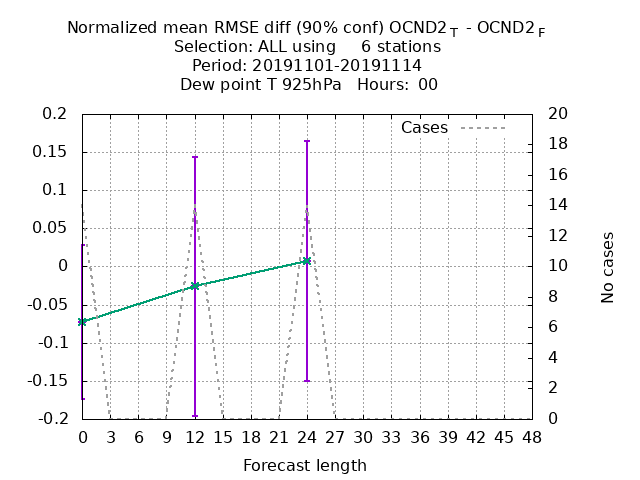 Normalized mean RMSE diff (90% conf) OCND2 T - OCND2 F
Selection: ALL using 6 stations
Period: 20191101-20191114
Dew point T 925hPa Hours: 00
Cases
0.2
0.15
0.1
0.05
0
-0.05
-0.1
-0.15
-0.2
20
18
16
14
12
10
8
6
4
2
0
No cases
0 3 6 9 12 15 18 21 24 27 30 33 36 39 42 45 48
Forecast length